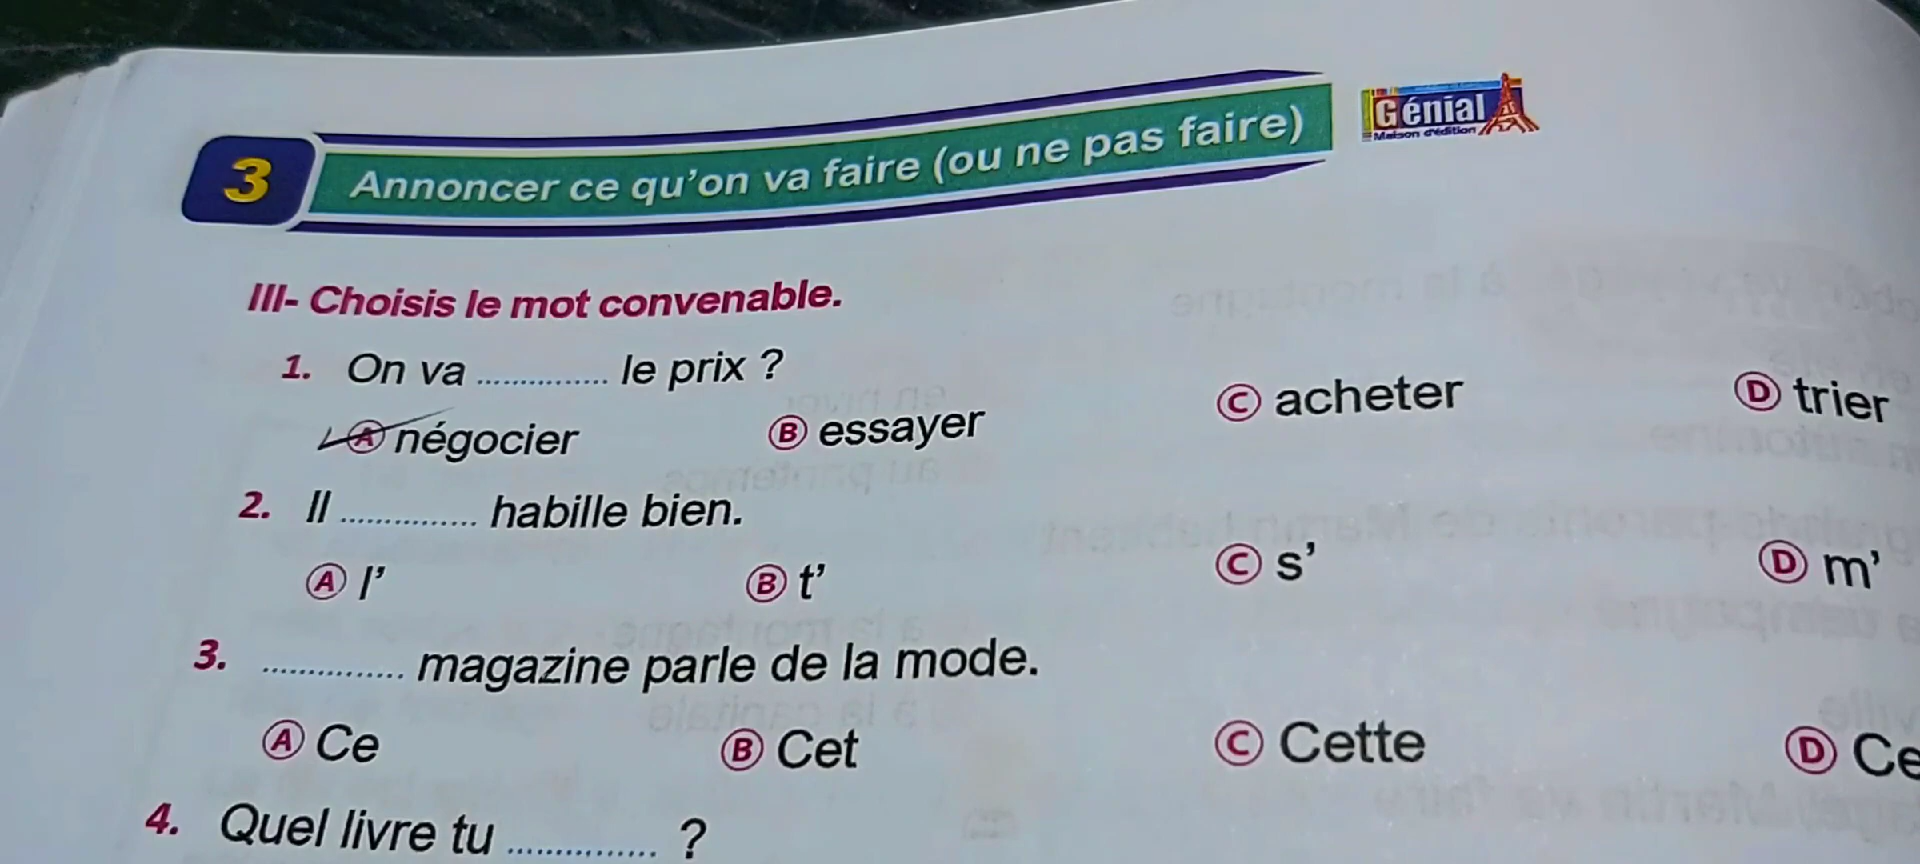 3 Annoncer ce qu'on va faire (ou ne pas faire)
Génial
Maison d'édition
III- Choisis le mot convenable.
1. On va .............. le prix ?
A négocier B essayer C acheter D trier
2. Il .............. habille bien.
A l' B t' C s' D m'
3. .............. magazine parle de la mode.
A Ce B Cet C Cette D
4. Quel livre tu .............. ?